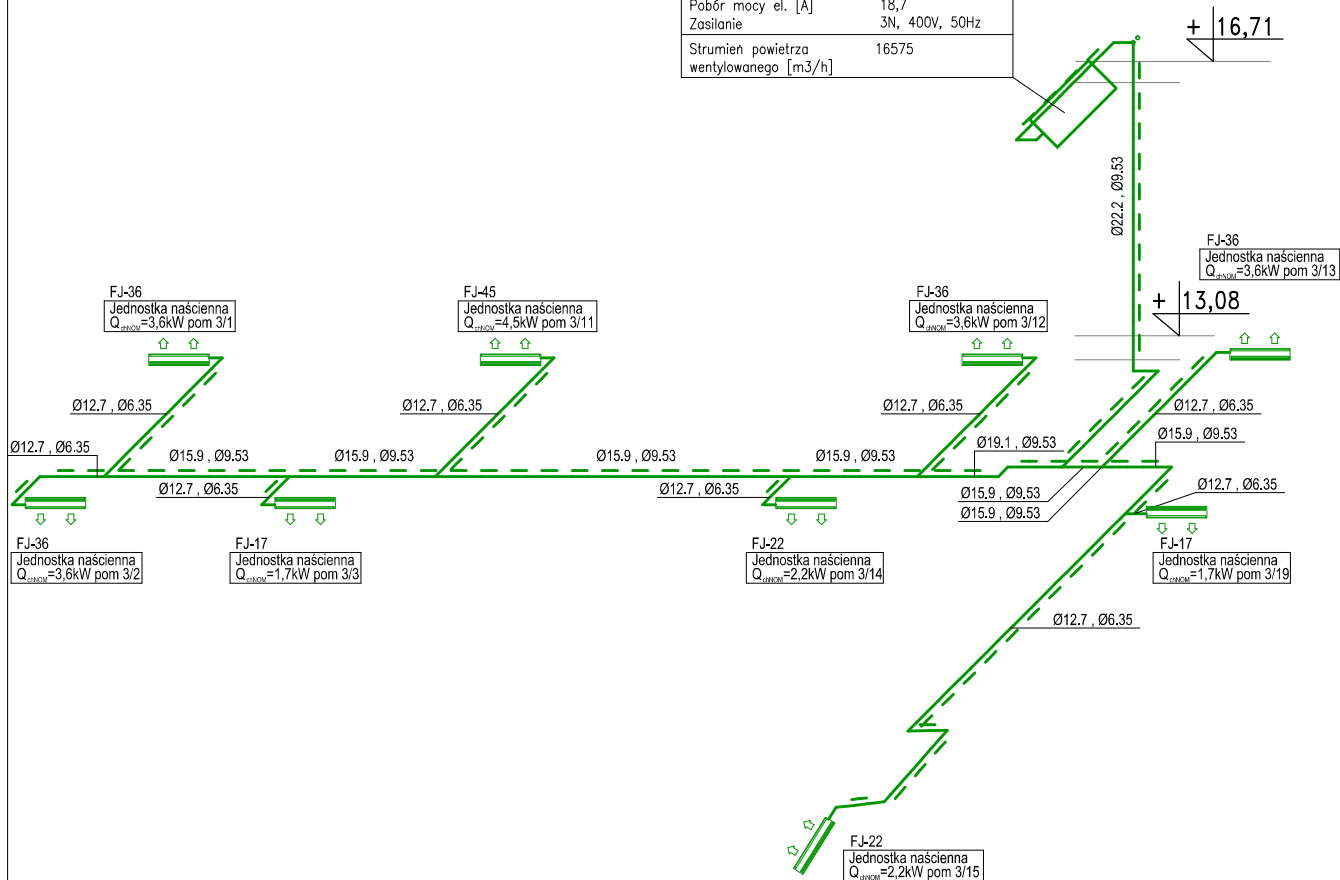 Pobór mocy el. [A] 18,7
Zasilanie 3N, 400V, 50Hz
Strumień powietrza 16575
wentylowanego [m3/h]
+ 16,71
Ø22.2 , Ø9.53
FJ-36
Jednostka naścienna
QchNOM=3,6kW pom 3/13
+ 13,08
FJ-36
Jednostka naścienna
QchNOM=3,6kW pom 3/1
FJ-45
Jednostka naścienna
QchNOM=4,5kW pom 3/11
FJ-36
Jednostka naścienna
QchNOM=3,6kW pom 3/12
Ø12.7 , Ø6.35
Ø12.7 , Ø6.35
Ø12.7 , Ø6.35
Ø12.7 , Ø6.35
Ø12.7 , Ø6.35
Ø15.9 , Ø9.53
Ø15.9 , Ø9.53
Ø15.9 , Ø9.53
Ø15.9 , Ø9.53
Ø19.1 , Ø9.53
Ø15.9 , Ø9.53
Ø12.7 , Ø6.35
Ø12.7 , Ø6.35
Ø15.9 , Ø9.53
Ø15.9 , Ø9.53
Ø12.7 , Ø6.35
FJ-36
Jednostka naścienna
QchNOM=3,6kW pom 3/2
FJ-17
Jednostka naścienna
QchNOM=1,7kW pom 3/3
FJ-22
Jednostka naścienna
QchNOM=2,2kW pom 3/14
FJ-17
Jednostka naścienna
QchNOM=1,7kW pom 3/19
Ø12.7 , Ø6.35
FJ-22
Jednostka naścienna
QchNOM=2,2kW pom 3/15